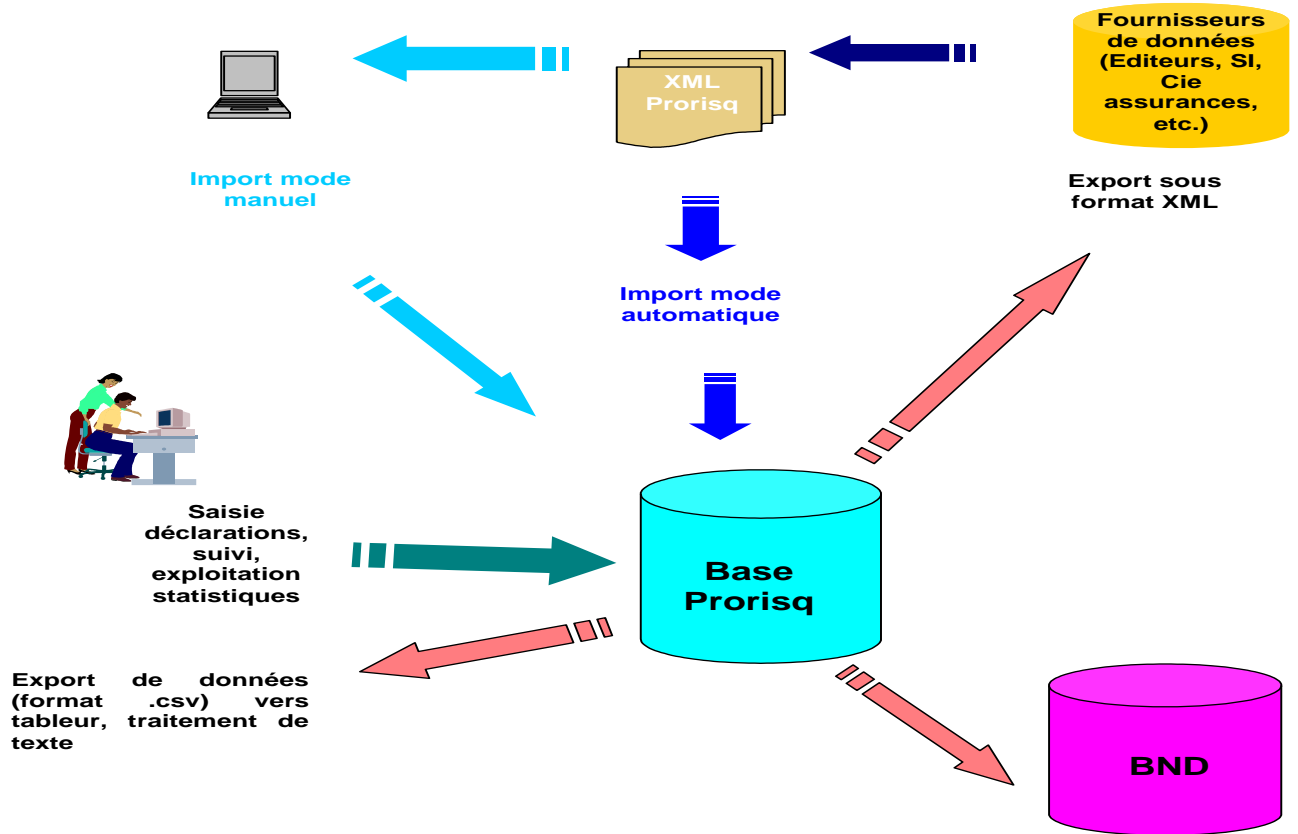 Fournisseurs
de données
(Editeurs, SI,
Cie
assurances,
etc.)
XML
Prorisq
Import mode
manuel
Export sous
format XML
Import mode
automatique
Saisie
déclarations,
suivi,
exploitation
statistiques
Base
Prorisq
Export de données
(format .csv) vers
tableur, traitement de
texte
BND